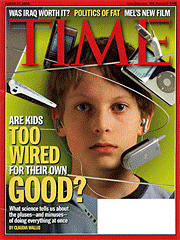 WAS IRAQ WORTH IT? POLITICS OF FAT MEL'S NEW FILM
TIME
ARE KIDS
TOO
WIRED
FOR THEIR OWN
GOOD?
What science tells us about
the pluses—and minuses—
of doing everything at once
BY CLAUDIA WALLIS